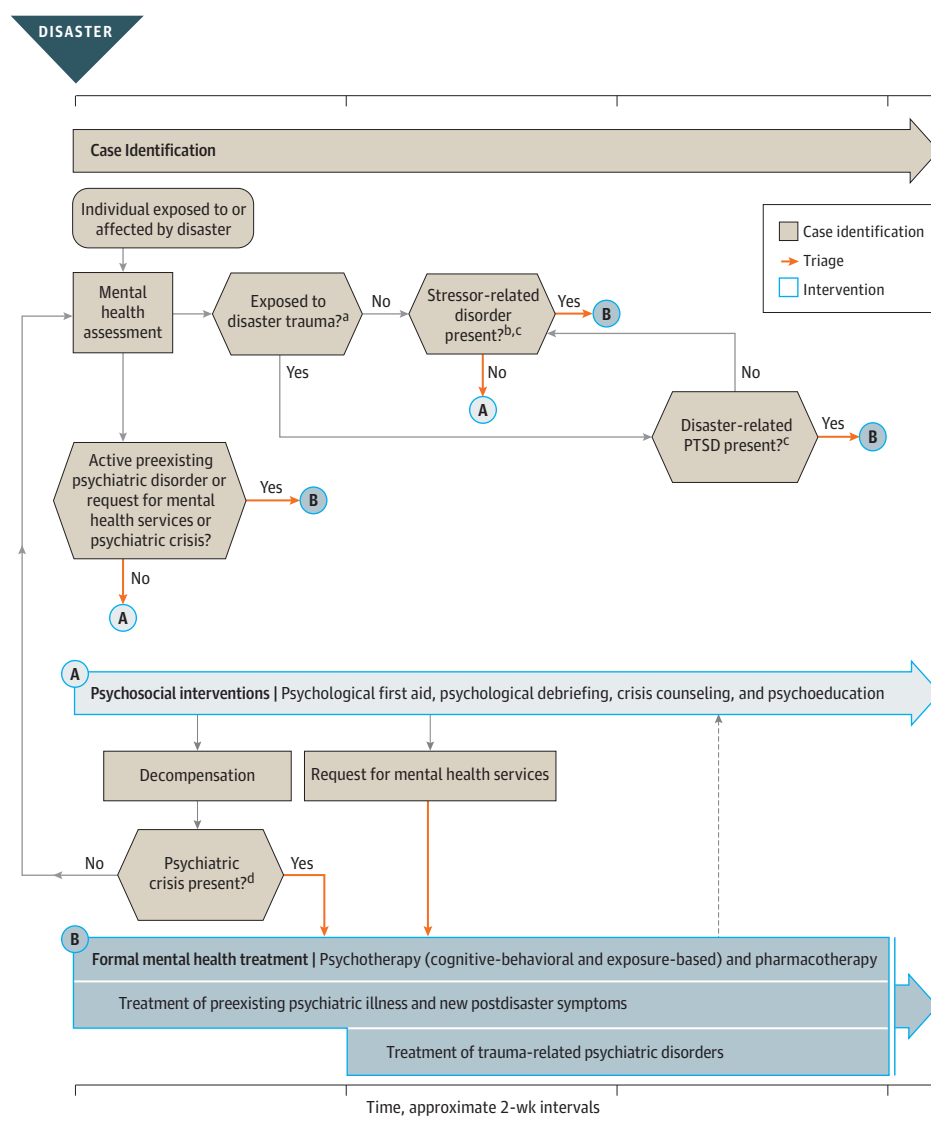 DISASTER
Case Identification
Individual exposed to or
affected by disaster
Case identification
Triage
Intervention
Mental
health
assessment
Exposed to
disaster trauma?a
No
Yes
Stressor-related
disorder
present?b,c
Yes
B
No
A
No
Disaster-related
PTSD present?c
Yes
B
Active preexisting
psychiatric disorder or
request for mental
health services or
psychiatric crisis?
Yes
B
No
A
A
Psychosocial interventions | Psychological first aid, psychological debriefing, crisis counseling, and psychoeducation
Decompensation
Request for mental health services
Psychiatric
crisis present?d
No
Yes
B
Formal mental health treatment | Psychotherapy (cognitive-behavioral and exposure-based) and pharmacotherapy
Treatment of preexisting psychiatric illness and new postdisaster symptoms
Treatment of trauma-related psychiatric disorders
Time, approximate 2-wk intervals